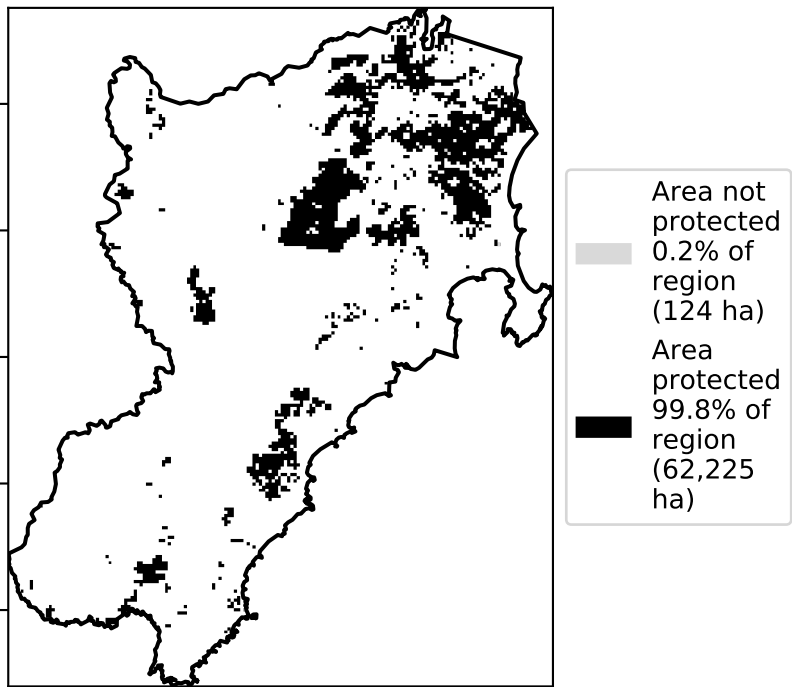 Area not
protected
0.2% of
region
(124 ha)
Area
protected
99.8% of
region
(62,225
ha)